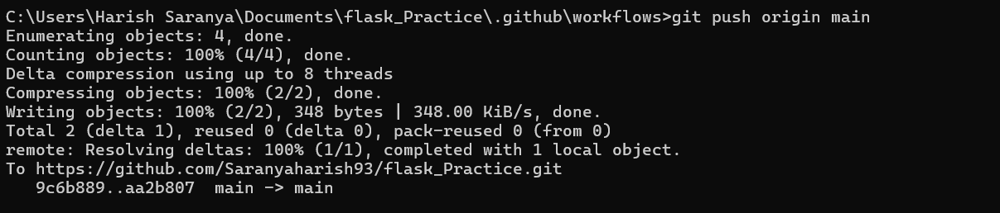 C:\Users\Harish Saranya\Documents\flask_Practice\.github\workflows>git push origin main
Enumerating objects: 4, done.
Counting objects: 100% (4/4), done.
Delta compression using up to 8 threads
Compressing objects: 100% (2/2), done.
Writing objects: 100% (2/2), 348 bytes | 348.00 KiB/s, done.
Total 2 (delta 1), reused 0 (delta 0), pack-reused 0 (from 0)
remote: Resolving deltas: 100% (1/1), completed with 1 local object.
To https://github.com/Saranyaharish93/flask_Practice.git
   9c6b889..aa2b807  main -> main